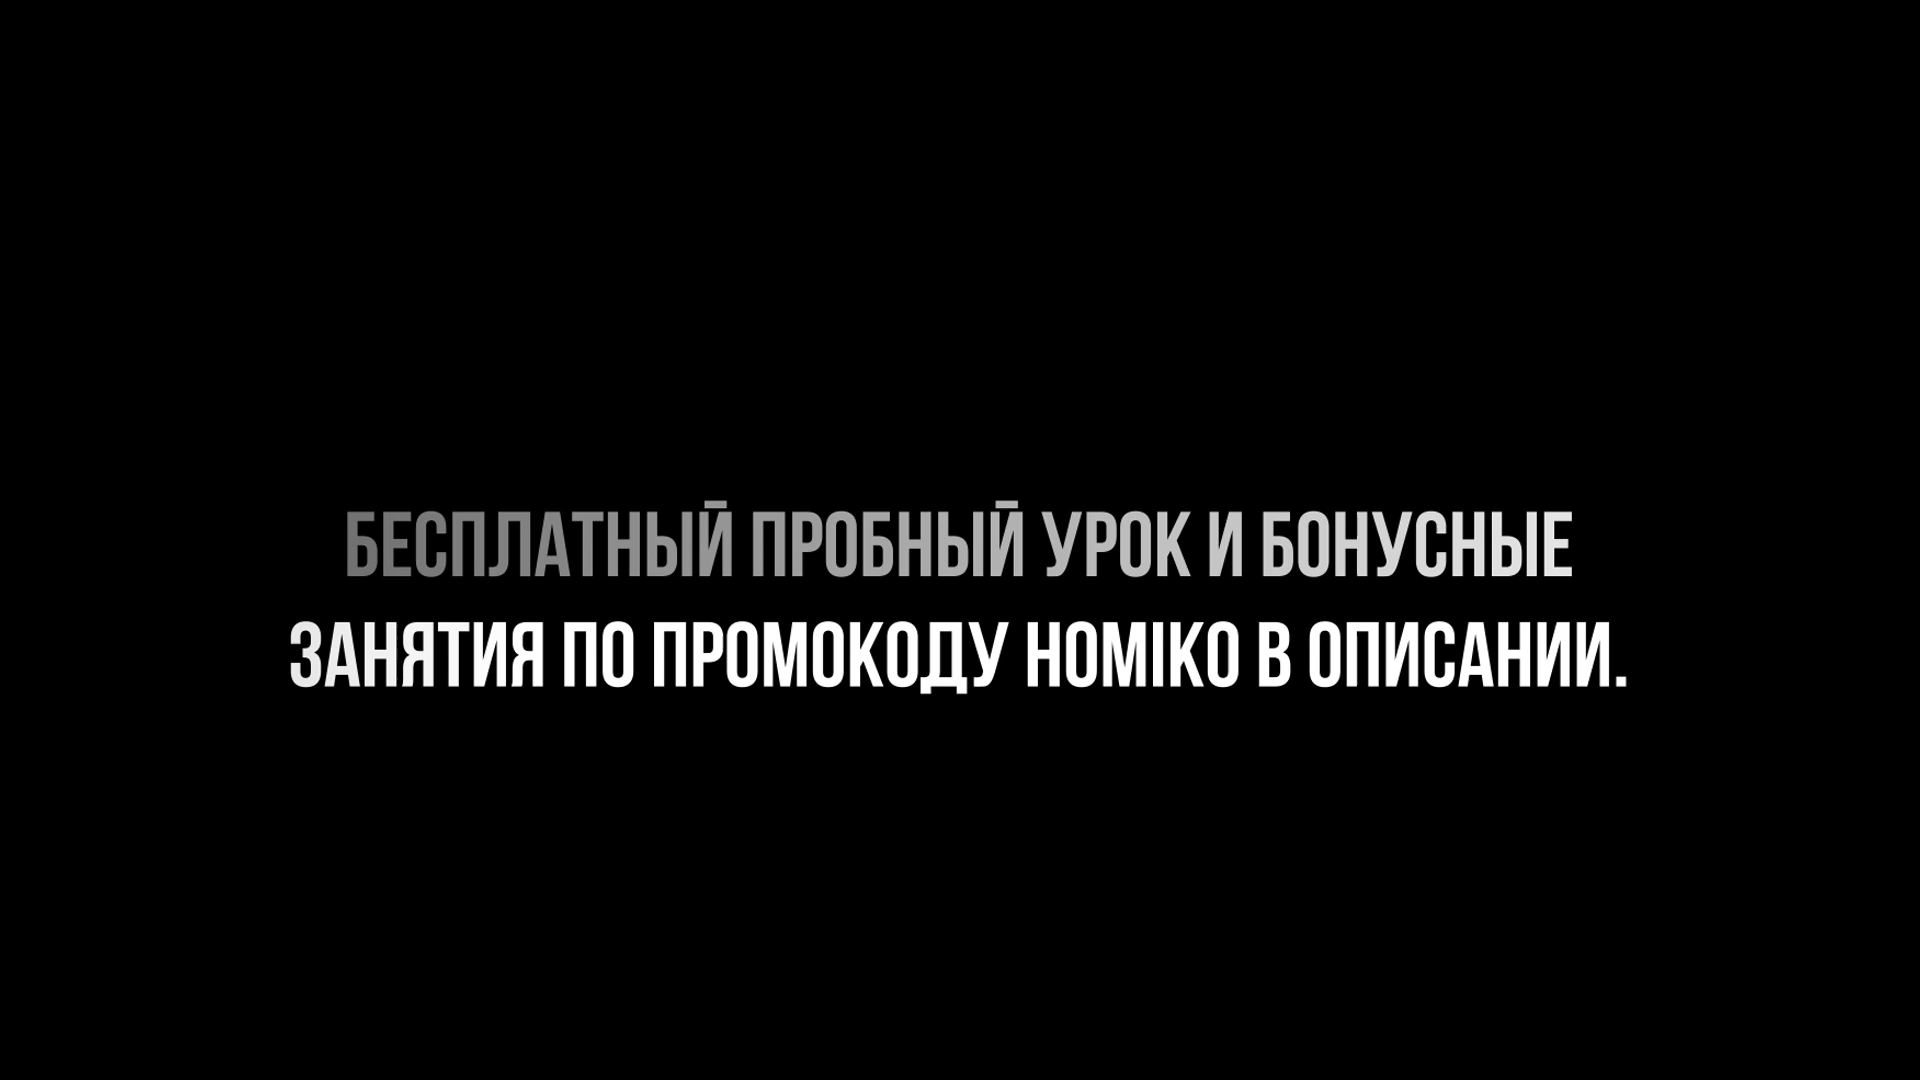 БЕСПЛАТНЫЙ ПРОБНЫЙ УРОК И БОНУСНЫЕ
ЗАНЯТИЯ ПО ПРОМОКОДУ HOMIKO В ОПИСАНИИ.